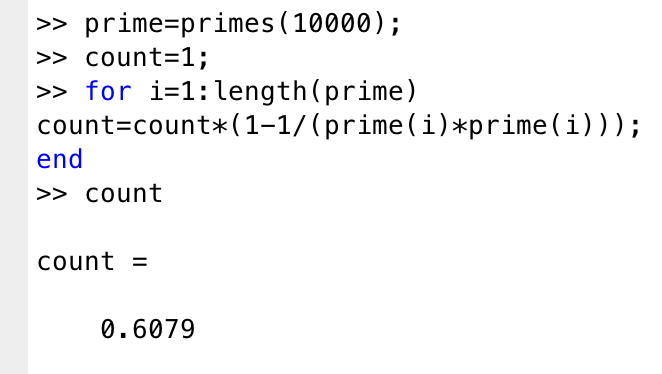 >> prime=primes(10000);
>> count=1;
>> for i=1:length(prime)
count=count*(1-1/(prime(i)*prime(i)));
end
>> count
count =
0.6079